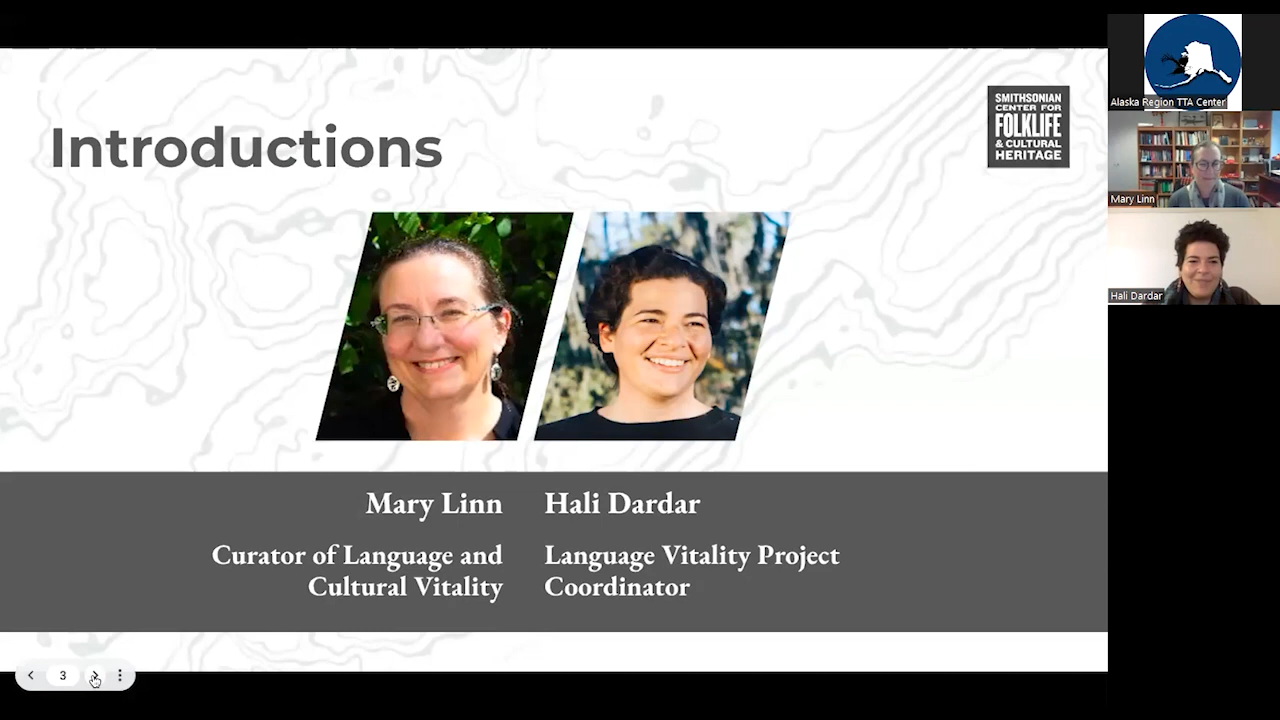 Introductions
SMITHSONIAN
CENTER FOR
FOLKLIFE
& CULTURAL
HERITAGE
Mary Linn
Curator of Language and
Cultural Vitality
Hali Dardar
Language Vitality Project
Coordinator
3
Alaska Region TTA Center
Mary Linn
Hali Dardar